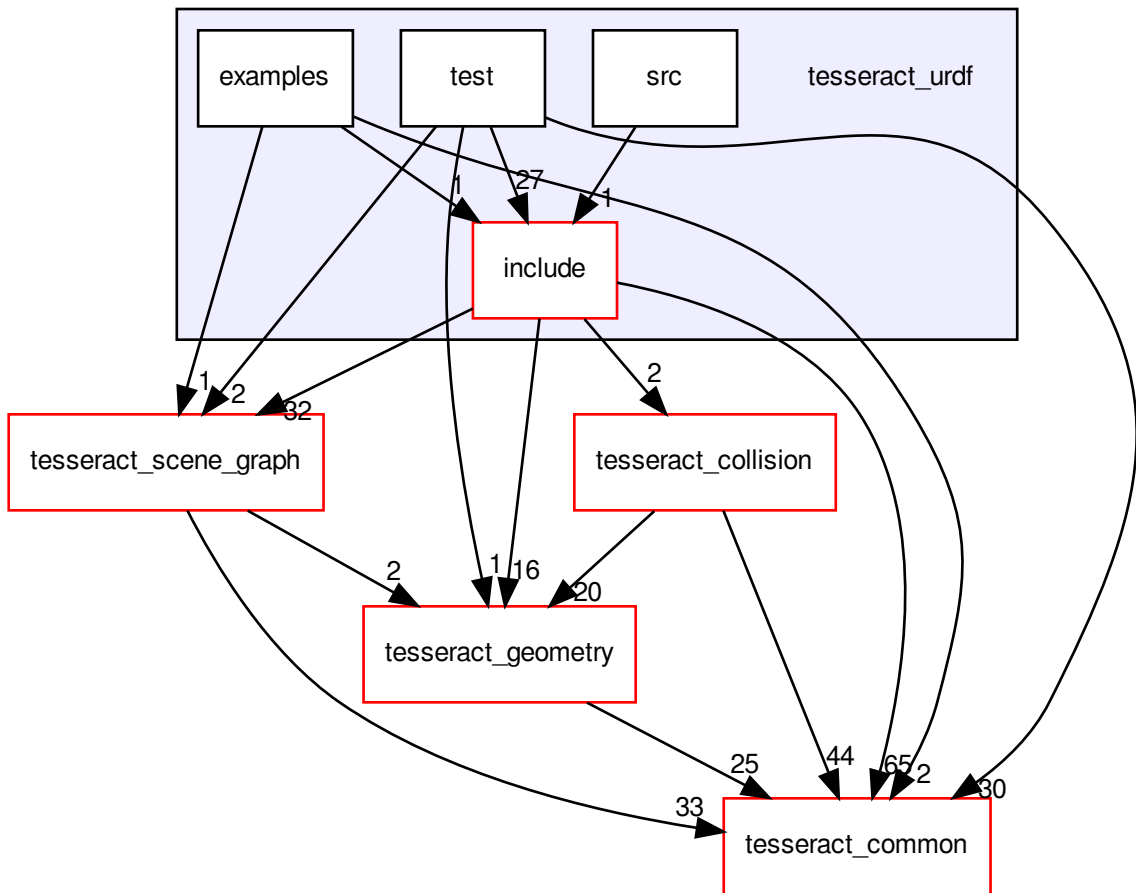 examples
test
src
tesseract_urdf
1
27
1
include
1
2
32
2
tesseract_scene_graph
tesseract_collision
2
1
16
20
tesseract_geometry
25
44
65
2
30
33
tesseract_common